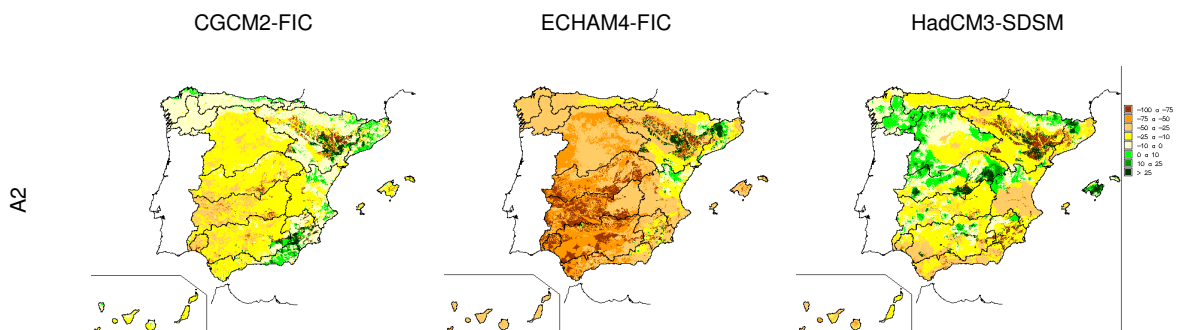 CGCM2-FIC
ECHAM4-FIC
HadCM3-SDSM
A2
-100 a -75
-75 a -50
-50 a -25
-25 a -10
-10 a 0
0 a 10
10 a 25
> 25